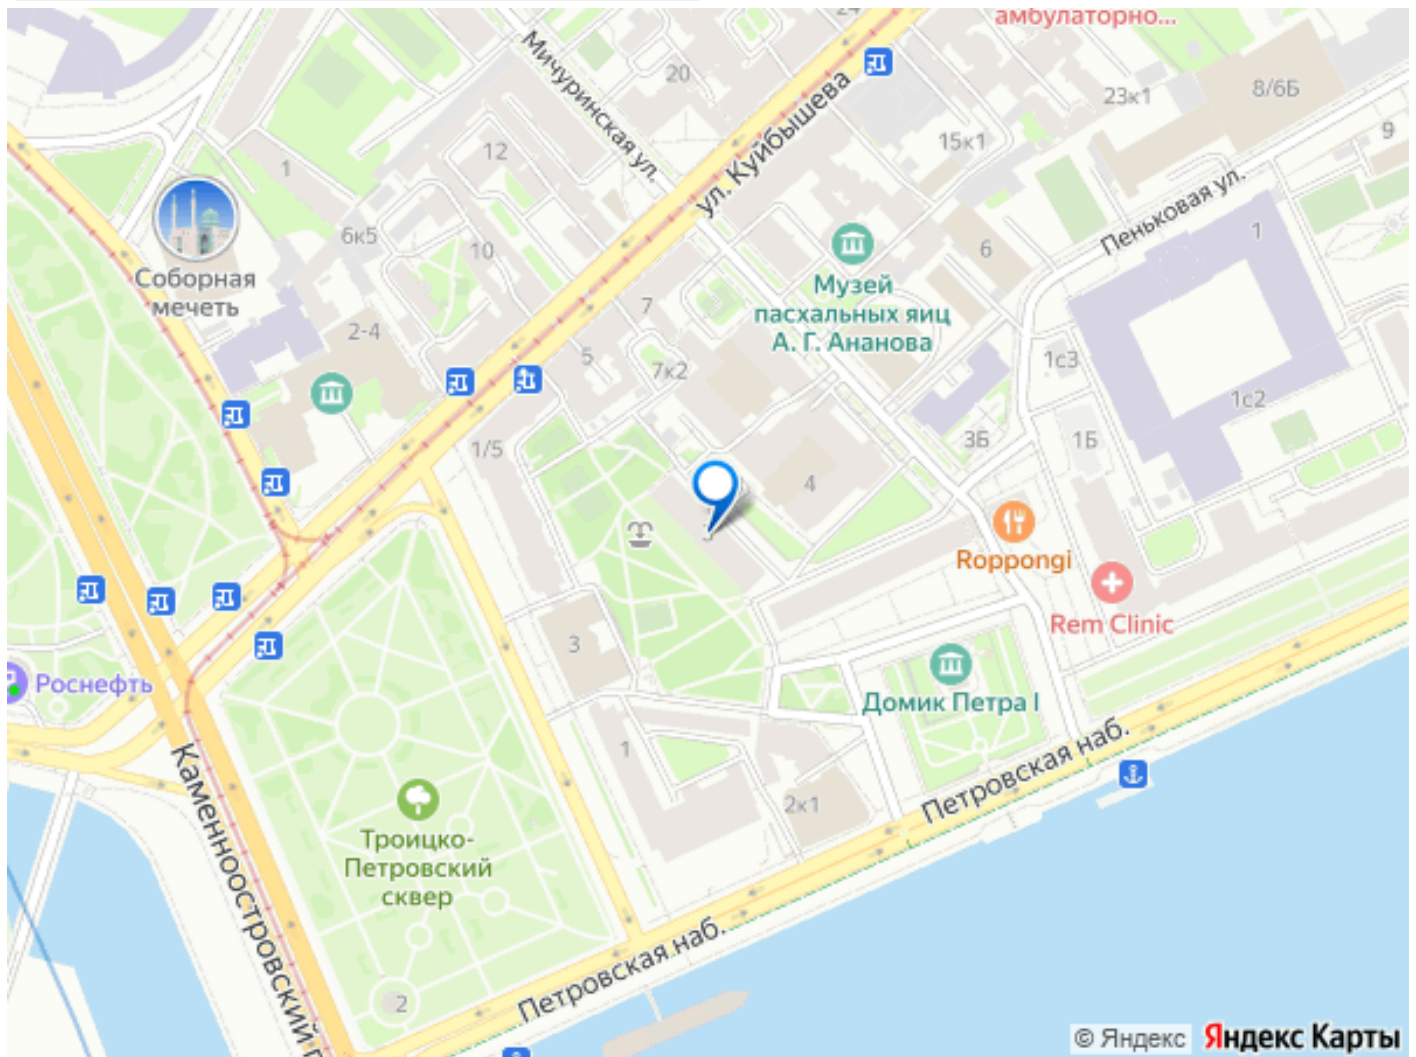 24
амбулаторно...
Мичуринская ул.
20
ул. Куйбышева
23к1
8/6Б
9
15к1
12
1
Пеньковая ул.
6к5
10
6
1
Соборная
мечеть
Музей
пасхальных яиц
А. Г. Ананова
7
2-4
5
7к2
1с3
1с2
3Б
1Б
1/5
4
3
Roppongi
Rem Clinic
3
Роснефть
Домик Петра I
1
Петровская наб.
2к1
Каменноостровский п
Троицко-
Петровский
сквер
Петровская наб.
2
© Яндекс
Яндекс Карты